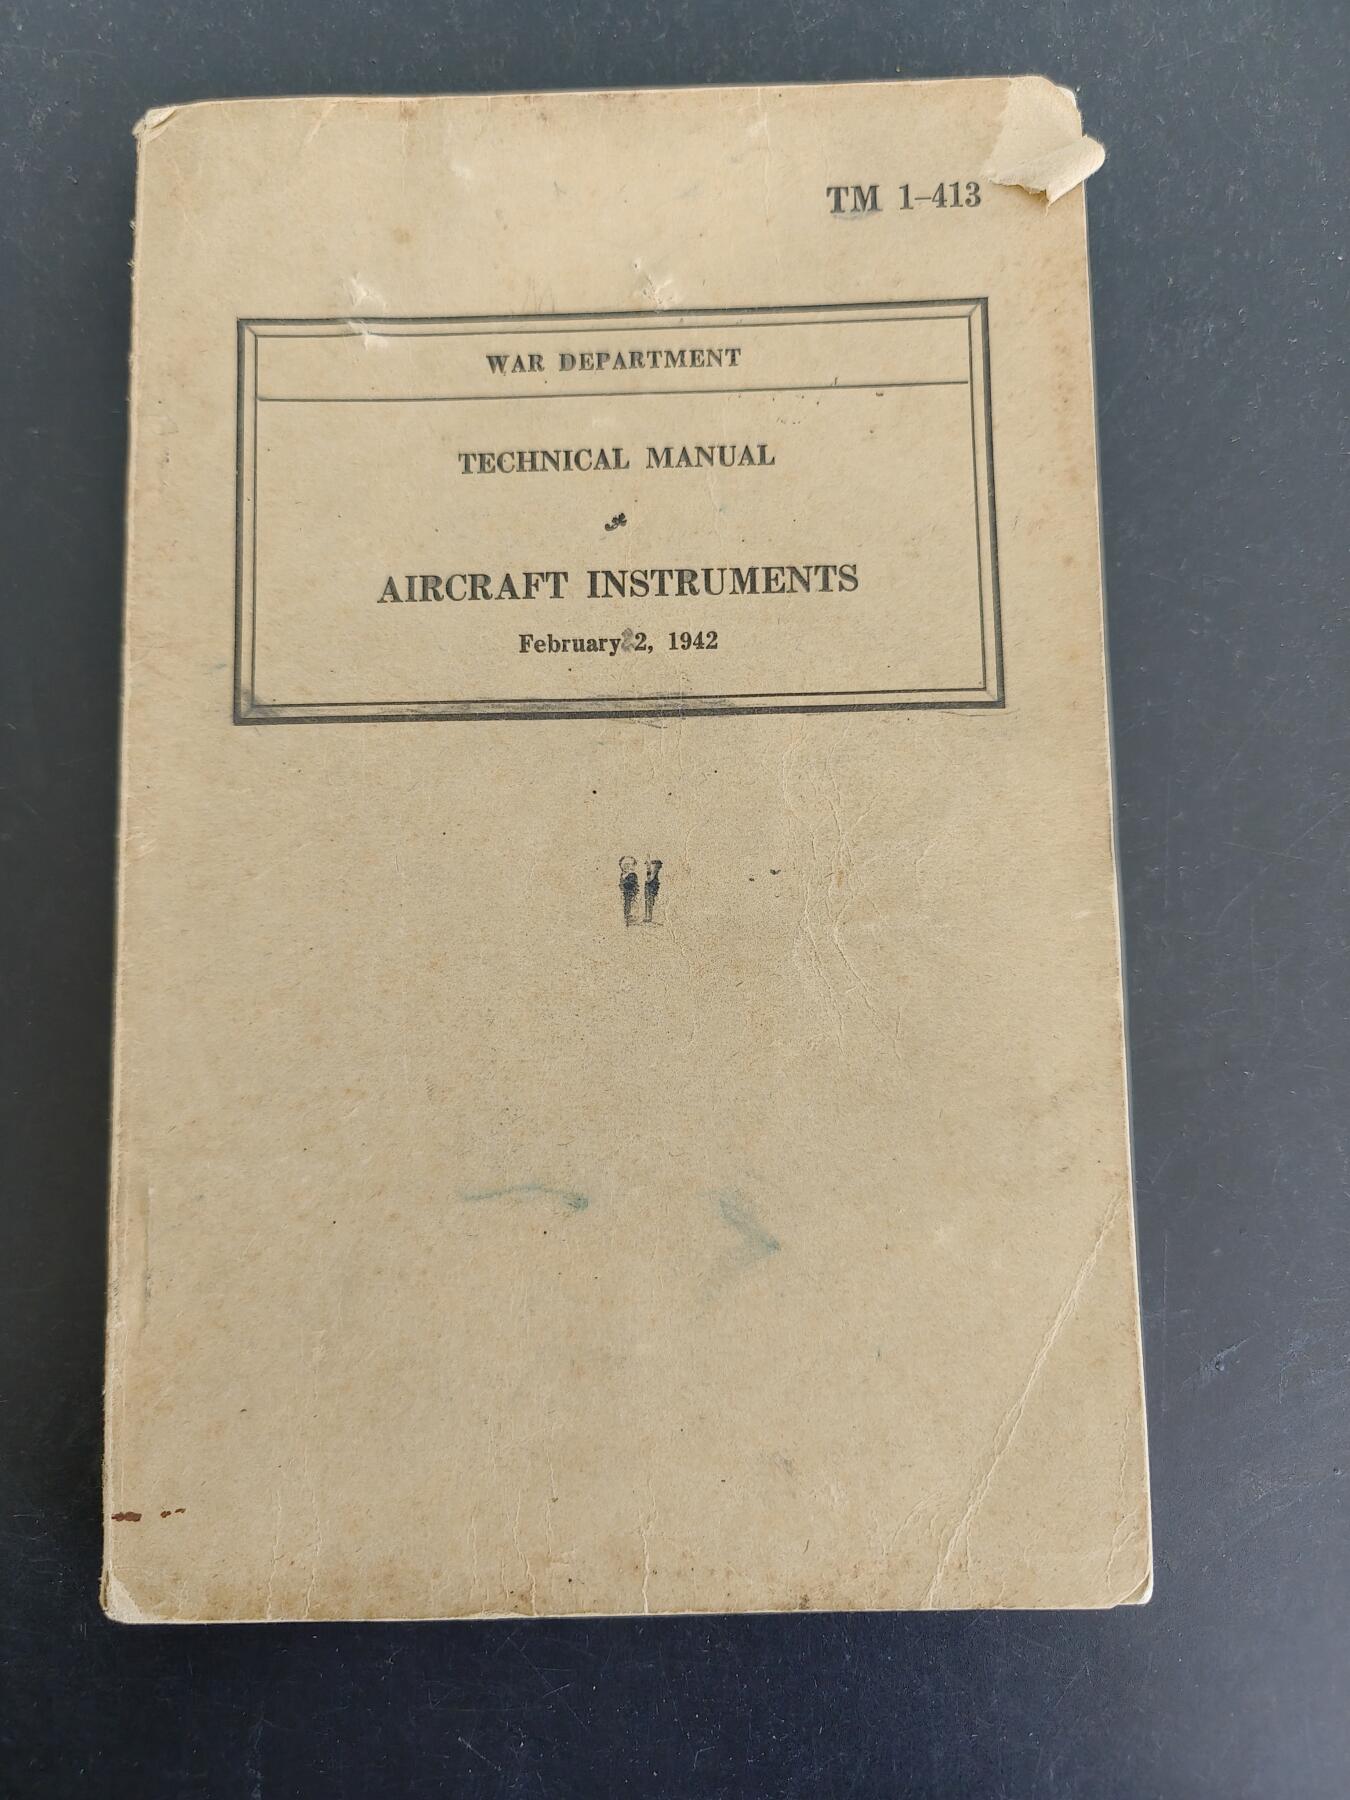 TM 1–413
WAR DEPARTMENT
TECHNICAL MANUAL
AIRCRAFT INSTRUMENTS
February 2, 1942